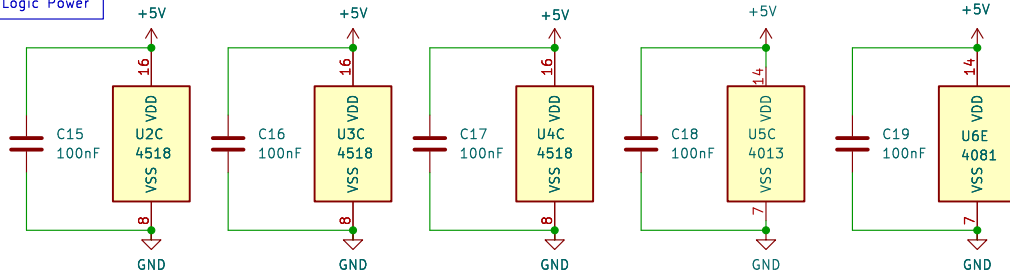 Logic Power
+5V
16
C15
100nF
VDD
U2C
4518
VSS
8
GND
+5V
16
C16
100nF
VDD
U3C
4518
VSS
8
GND
+5V
16
C17
100nF
VDD
U4C
4518
VSS
8
GND
+5V
14
C18
100nF
VDD
U5C
4013
VSS
7
GND
+5V
14
C19
100nF
VDD
U6E
4081
VSS
7
GND